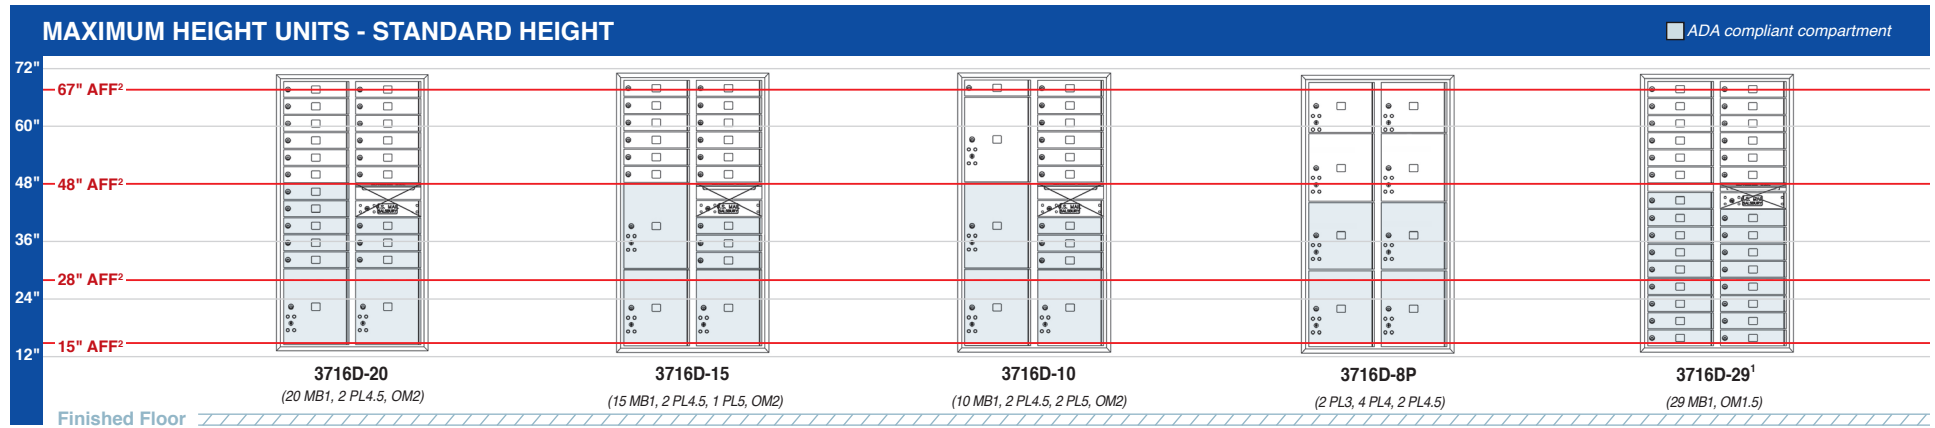 MAXIMUM HEIGHT UNITS - STANDARD HEIGHT
ADA compliant compartment
72"
67" AFF²
60"
48"
48" AFF²
36"
28" AFF²
24"
15" AFF²
12"
3716D-20
(20 MB1, 2 PL4.5, OM2)
3716D-15
(15 MB1, 2 PL4.5, 1 PL5, OM2)
3716D-10
(10 MB1, 2 PL4.5, 2 PL5, OM2)
3716D-8P
(2 PL3, 4 PL4, 2 PL4.5)
3716D-29¹
(29 MB1, OM1.5)
Finished Floor